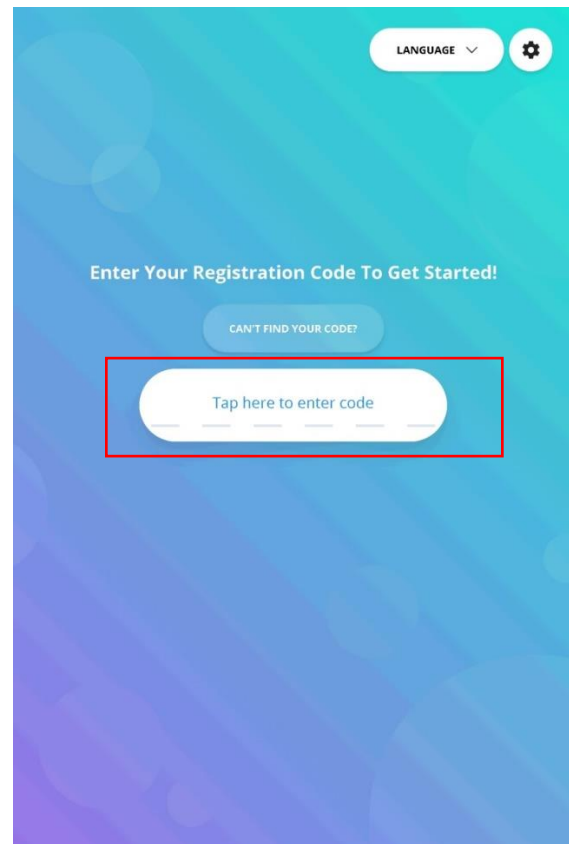 LANGUAGE
Enter Your Registration Code To Get Started!
CAN'T FIND YOUR CODE?
Tap here to enter code